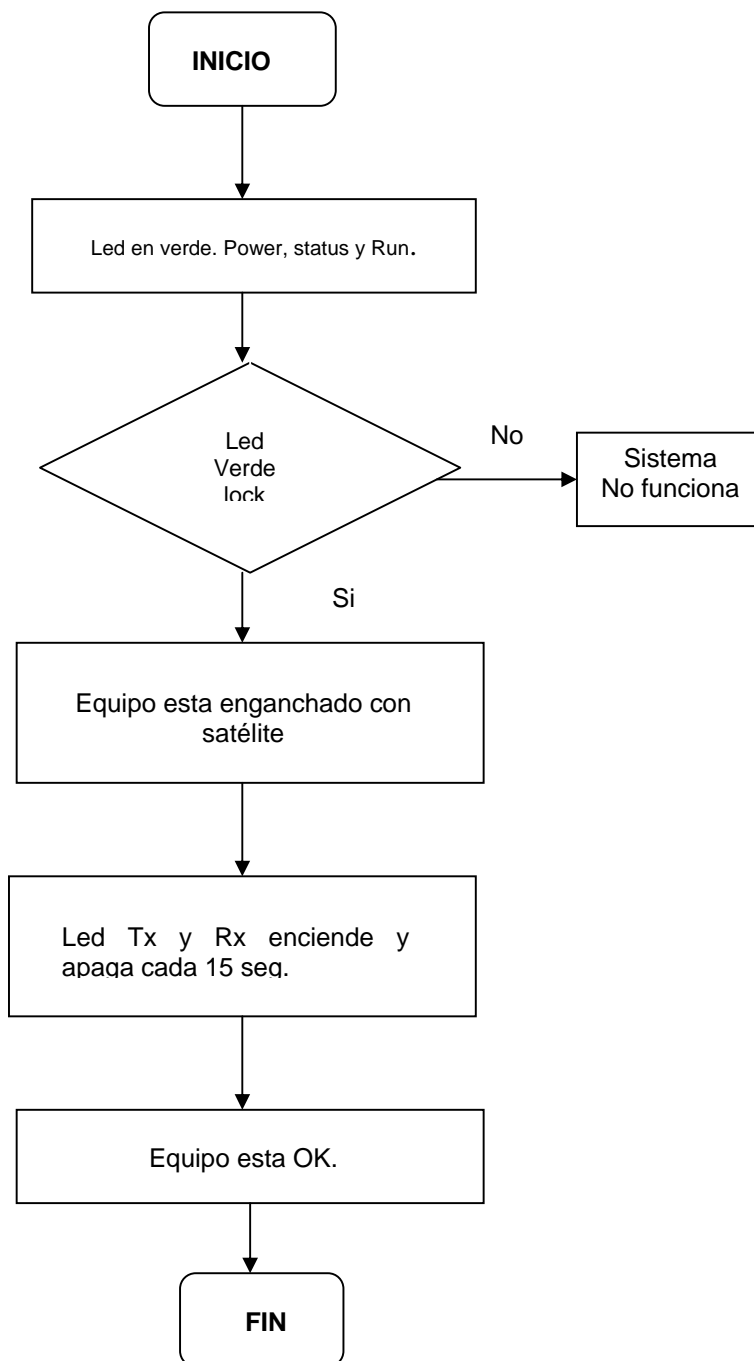 INICIO
Led en verde. Power, status y Run.
Led
Verde
lock
No
Sistema
No funciona
Si
Equipo esta enganchado con
satélite
Led Tx y Rx enciende y
apaga cada 15 seg.
Equipo esta OK.
FIN